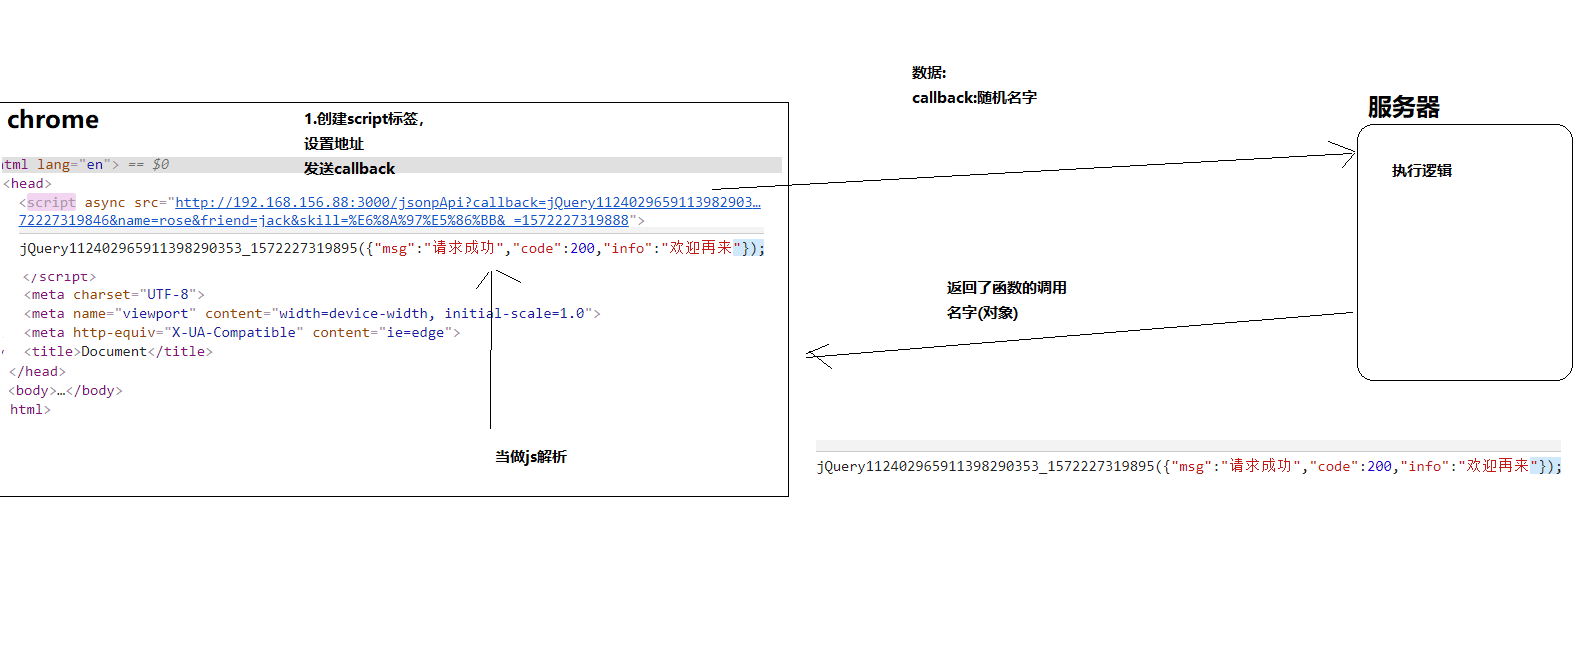 数据:
callback:随机名字
服务器
执行逻辑
chrome
1.创建script标签,
设置地址
发送callback
tml lang="en"> == $0
<head>
<script async src="http://192.168.156.88:3000/jsonpApi?callback=jQuery1124029659113982903…
72227319846&name=rose&friend=jack&skill=%E6%8A%97%E5%86%BB&_=1572227319888">
jQuery112402965911398290353_1572227319895({"msg":"请求成功","code":200,"info":"欢迎再来"});
</script>
<meta charset="UTF-8">
<meta name="viewport" content="width=device-width, initial-scale=1.0">
<meta http-equiv="X-UA-Compatible" content="ie=edge">
<title>Document</title>
</head>
<body>…</body>
html>
当做js解析
返回了函数的调用
名字(对象)
jQuery112402965911398290353_1572227319895({"msg":"请求成功","code":200,"info":"欢迎再来"});